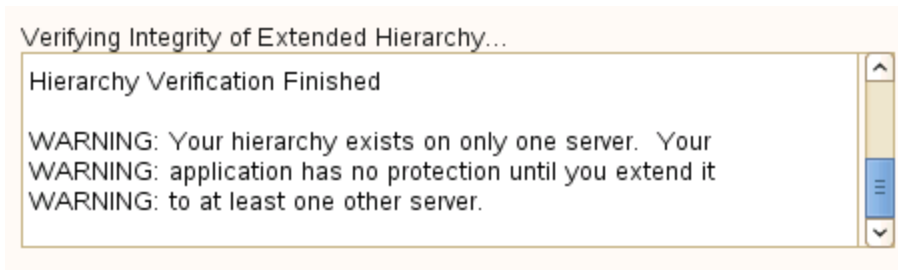 Verifying Integrity of Extended Hierarchy...
Hierarchy Verification Finished
WARNING: Your hierarchy exists on only one server.  Your
WARNING: application has no protection until you extend it
WARNING: to at least one other server.